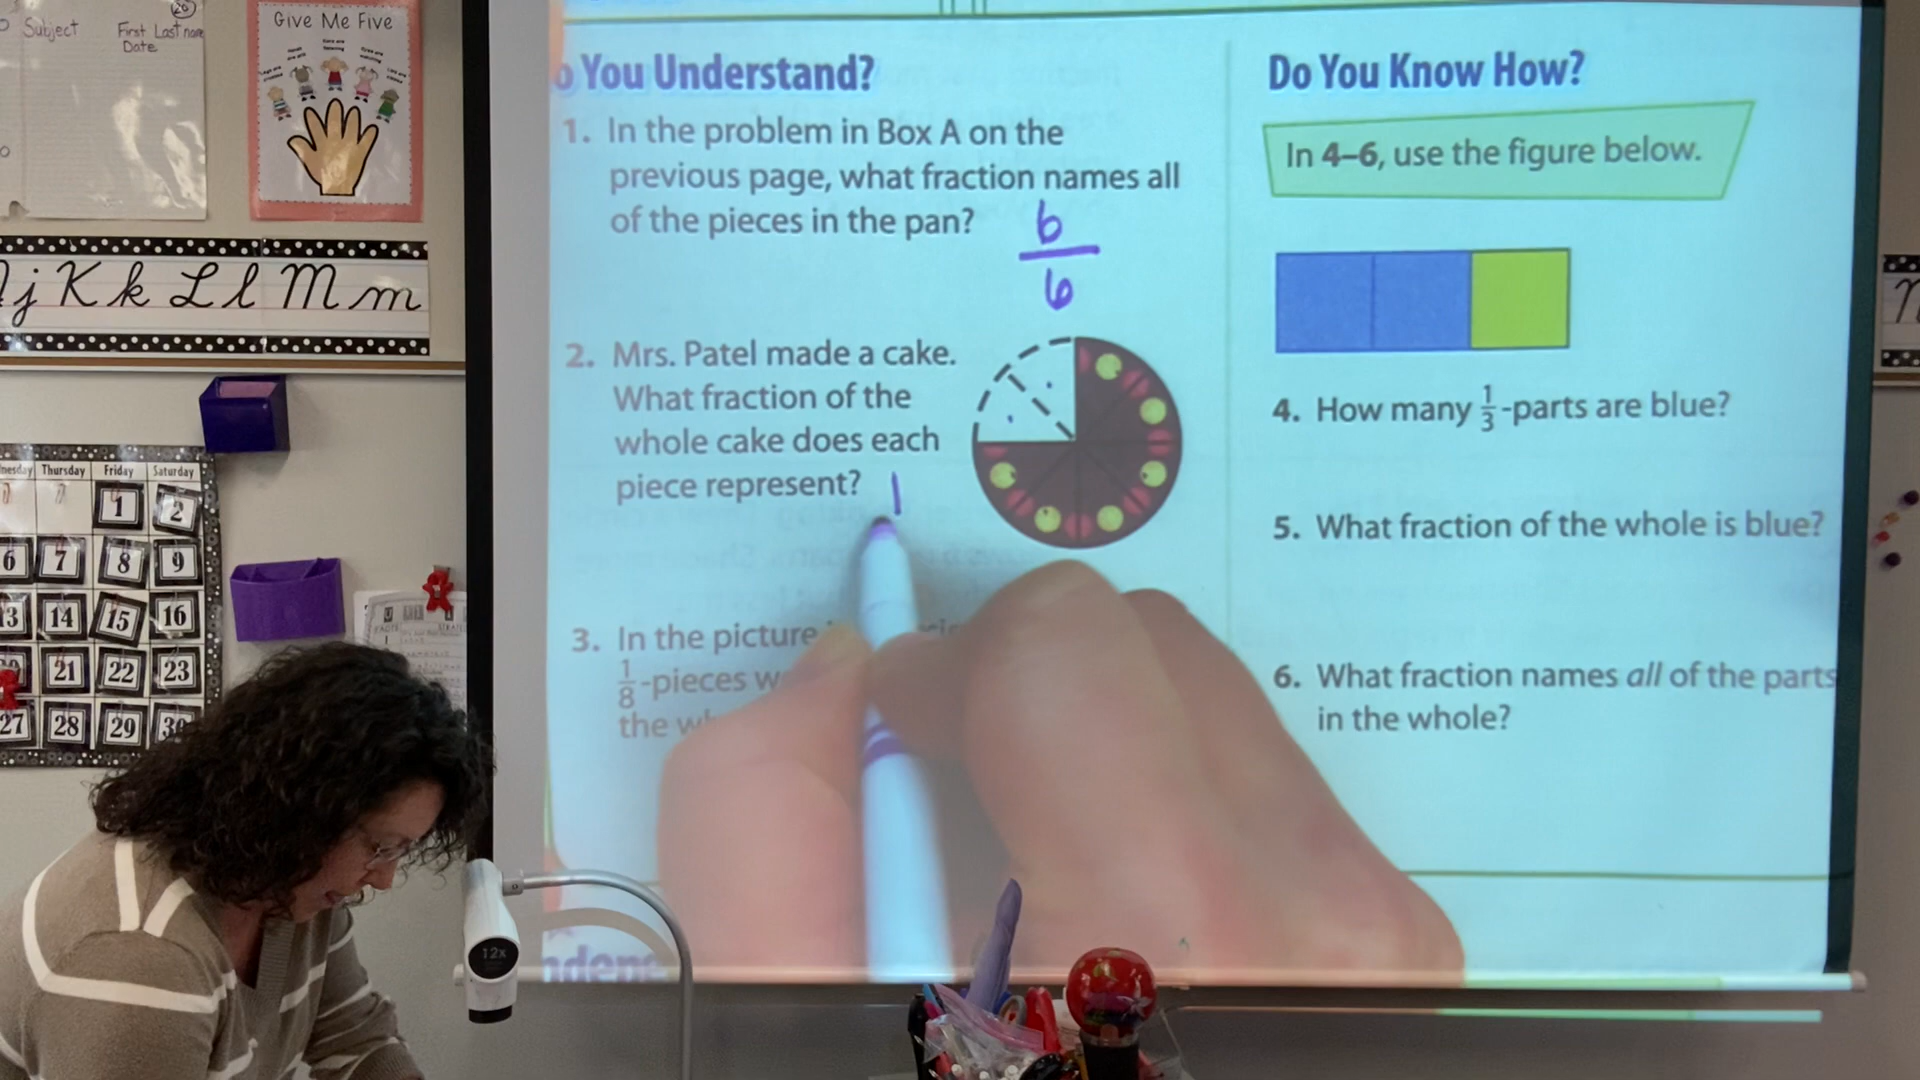 Subject
First Last name
Date
20
Give Me Five
j K k L l M m
Thursday Friday Saturday
1 2
6 7 8 9
13 14 15 16
21 22 23
27 28 29 30
You Understand?
1. In the problem in Box A on the
previous page, what fraction names all
of the pieces in the pan?
6
6
2. Mrs. Patel made a cake.
What fraction of the
whole cake does each
piece represent? 1
3. In the picture
1/8-pieces
the
Do You Know How?
In 4–6, use the figure below.
4. How many 1/3-parts are blue?
5. What fraction of the whole is blue?
6. What fraction names all of the parts
in the whole?
12x